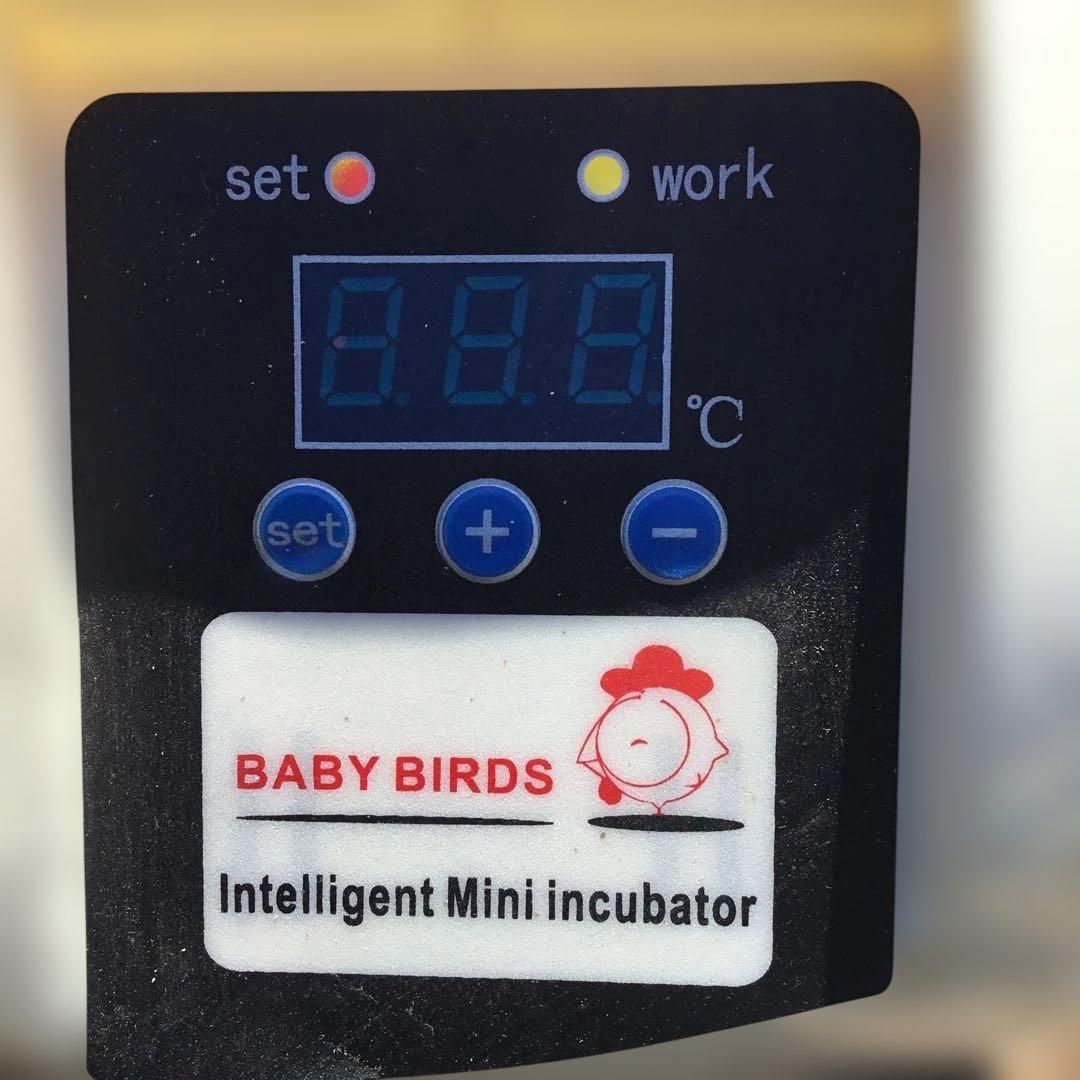 set work
℃
set + -
BABY BIRDS
Intelligent Mini incubator